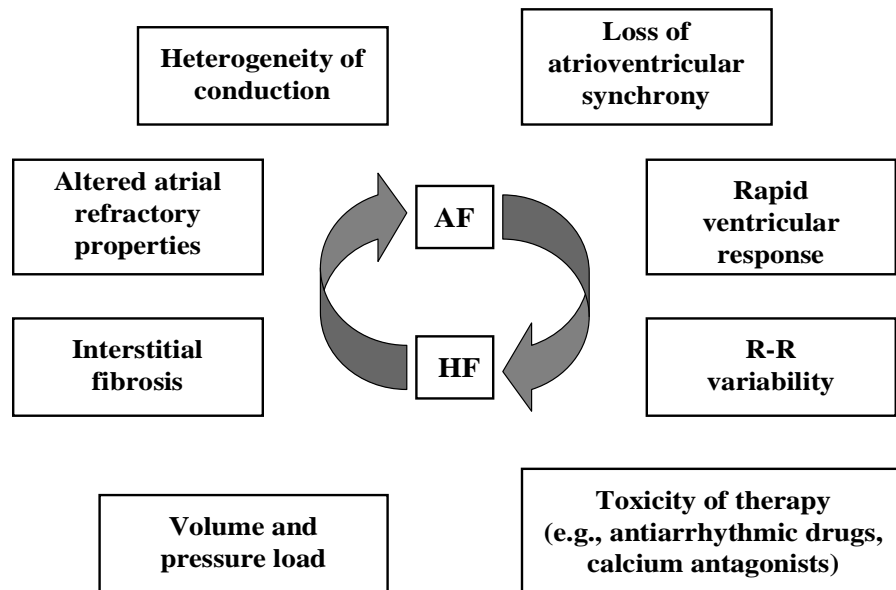 Heterogeneity of
conduction
Loss of
atrioventricular
synchrony
Altered atrial
refractory
properties
AF
Rapid
ventricular
response
Interstitial
fibrosis
HF
R-R
variability
Volume and
pressure load
Toxicity of therapy
(e.g., antiarrhythmic drugs,
calcium antagonists)